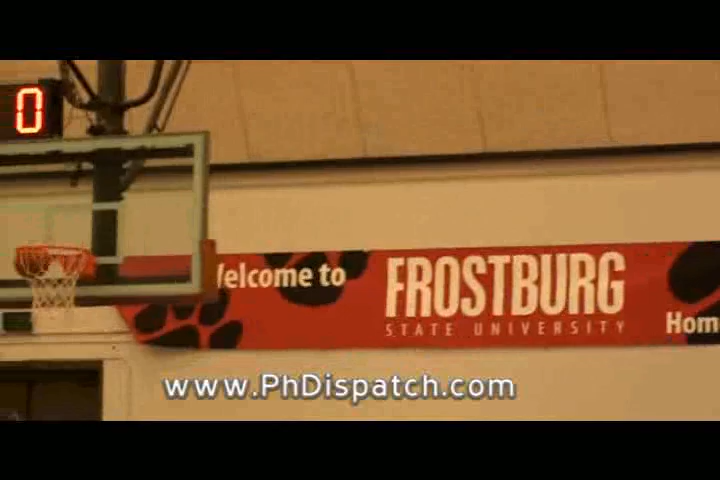 0
Welcome to
FROSTBURG
STATE UNIVERSITY
Hom
www.PhDispatch.com